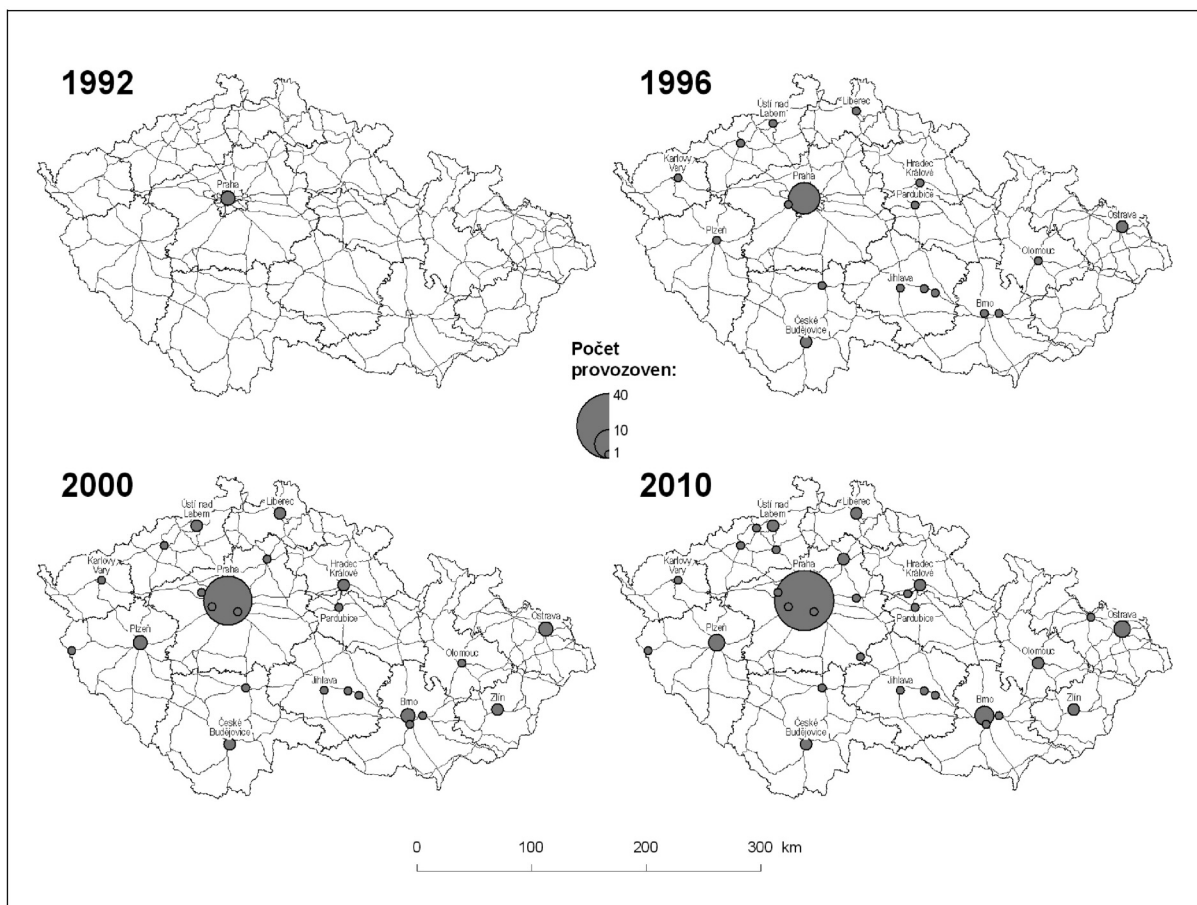 1992
Praha
1996
Ústí nad
Labem
Liberec
Karlovy
Vary
Praha
Hradec
Králové
Pardubice
Plzeň
Ostrava
Olomouc
Jihlava
Brno
České
Budějovice
Počet
provozoven:
40
10
1
2000
Ústí nad
Labem
Liberec
Karlovy
Vary
Praha
Hradec
Králové
Pardubice
Plzeň
Ostrava
Olomouc
Jihlava
Brno
Zlín
České
Budějovice
2010
Ústí nad
Labem
Liberec
Karlovy
Vary
Praha
Hradec
Králové
Pardubice
Plzeň
Ostrava
Olomouc
Jihlava
Brno
Zlín
České
Budějovice
0 100 200 300 km